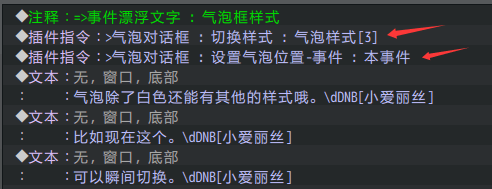 ◆注释：=>事件漂浮文字 : 气泡框样式
◆插件指令：>气泡对话框 : 切换样式 : 气泡样式[3]
◆插件指令：>气泡对话框 : 设置气泡位置-事件 : 本事件
◆文本：无, 窗口, 底部
：　　：气泡除了白色还能有其他的样式哦。\dDNB[小爱丽丝]
◆文本：无, 窗口, 底部
：　　：比如现在这个。\dDNB[小爱丽丝]
◆文本：无, 窗口, 底部
：　　：可以瞬间切换。\dDNB[小爱丽丝]